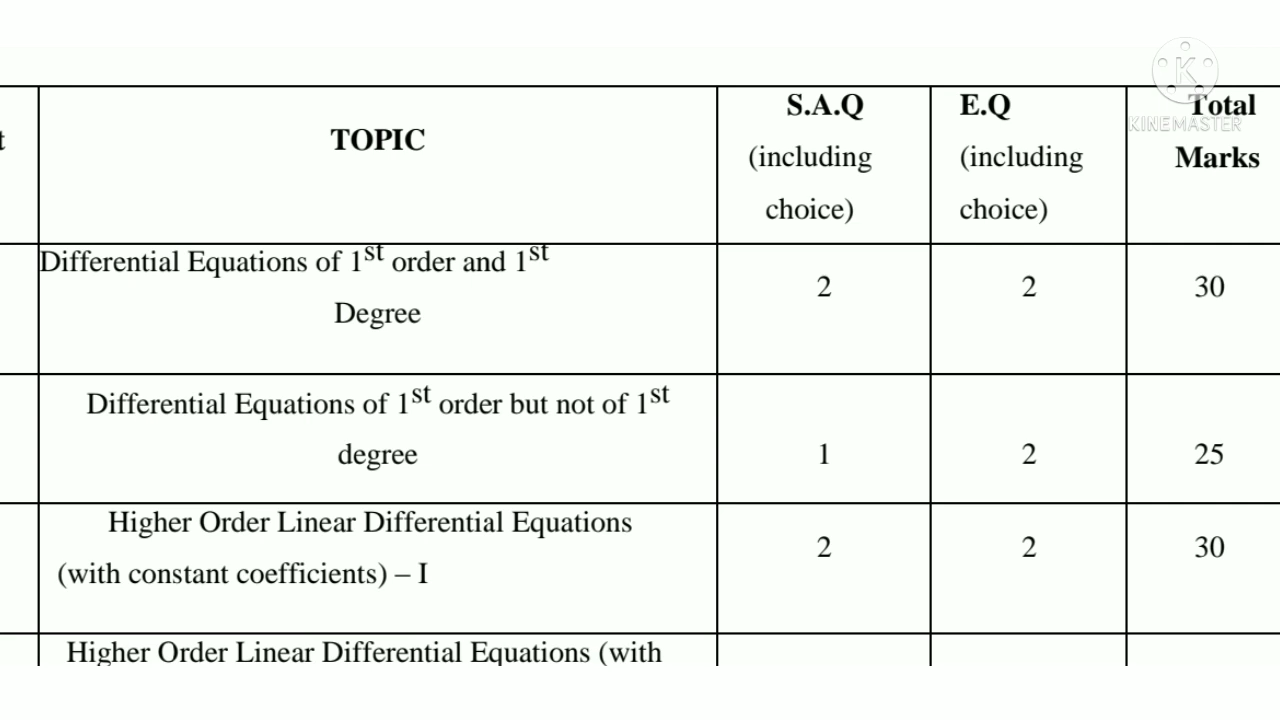 K
KINEMASTER
t
TOPIC
S.A.Q
(including
choice)
E.Q
(including
choice)
Total
Marks
Differential Equations of 1st order and 1st
Degree
2
2
30
Differential Equations of 1st order but not of 1st
degree
1
2
25
Higher Order Linear Differential Equations
(with constant coefficients) – I
2
2
30
Higher Order Linear Differential Equations (with